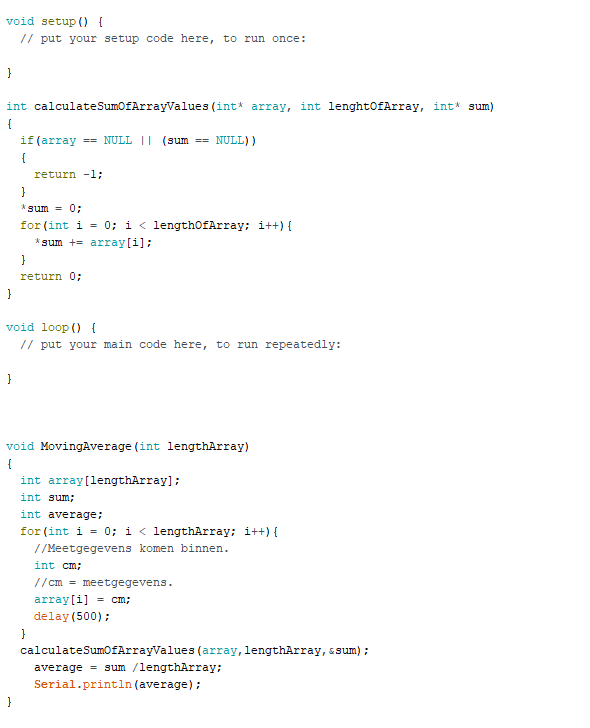 void setup() {
  // put your setup code here, to run once:

}

int calculateSumOfArrayValues(int* array, int lenghtOfArray, int* sum)
{
  if(array == NULL || (sum == NULL))
  {
    return -1;
  }
  *sum = 0;
  for(int i = 0; i < lengthOfArray; i++){
    *sum += array[i];
  }
  return 0;
}

void loop() {
  // put your main code here, to run repeatedly:

}



void MovingAverage(int lengthArray)
{
  int array[lengthArray];
  int sum;
  int average;
  for(int i = 0; i < lengthArray; i++){
    //Meetgegevens komen binnen.
    int cm;
    //cm = meetgegevens.
    array[i] = cm;
    delay(500);
  }
  calculateSumOfArrayValues(array,lengthArray,&sum);
    average = sum /lengthArray;
    Serial.println(average);
}